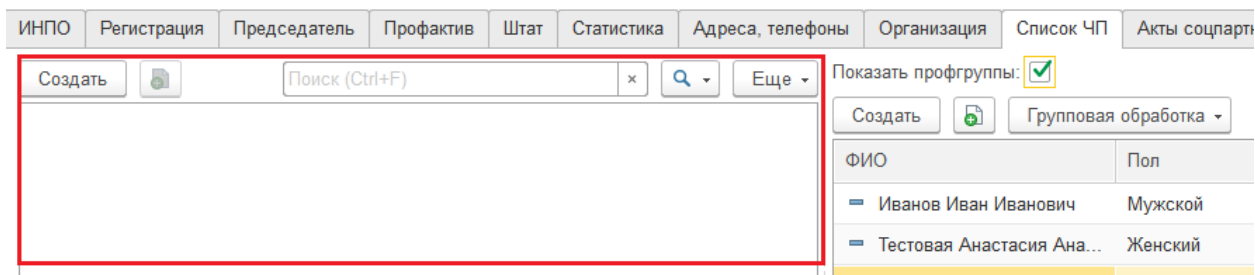 ИНПО Регистрация Председатель Профактив Штат Статистика Адреса, телефоны Организация Список ЧП Акты соцпартн
Показать профгруппы:
Создать Поиск (Ctrl+F) × Еще
Создать Групповая обработка
ФИО Пол
Иванов Иван Иванович Мужской
Тестовая Анастасия Ана... Женский